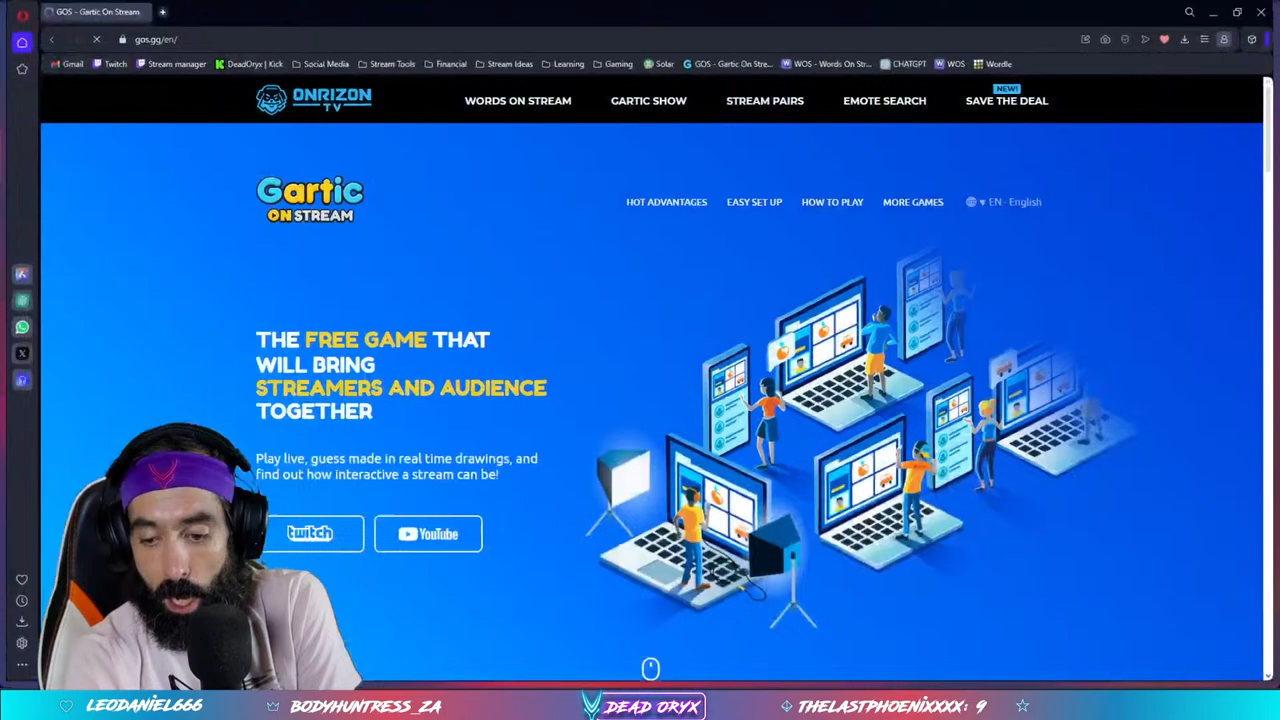 GOS - Gartic On Stream
gos.gg/en/
Gmail
Twitch
Stream manager
DeadOryx | Kick
Social Media
Stream Tools
Financial
Stream Ideas
Learning
Gaming
Solar
GOS - Gartic On Stre...
WOS - Words On Str...
CHATGPT
WOS
Wordle
ONRIZON
TV
WORDS ON STREAM
GARTIC SHOW
STREAM PAIRS
EMOTE SEARCH
NEW!
SAVE THE DEAL
Gartic
ON STREAM
HOT ADVANTAGES
EASY SET UP
HOW TO PLAY
MORE GAMES
EN - English
THE FREE GAME THAT
WILL BRING
STREAMERS AND AUDIENCE
TOGETHER
Play live, guess made in real time drawings, and
find out how interactive a stream can be!
twitch
YouTube
LEODANIEL666
BODYHUNTRESS_ZA
DEAD ORYX
THELASTPHOENIXXXX: 9